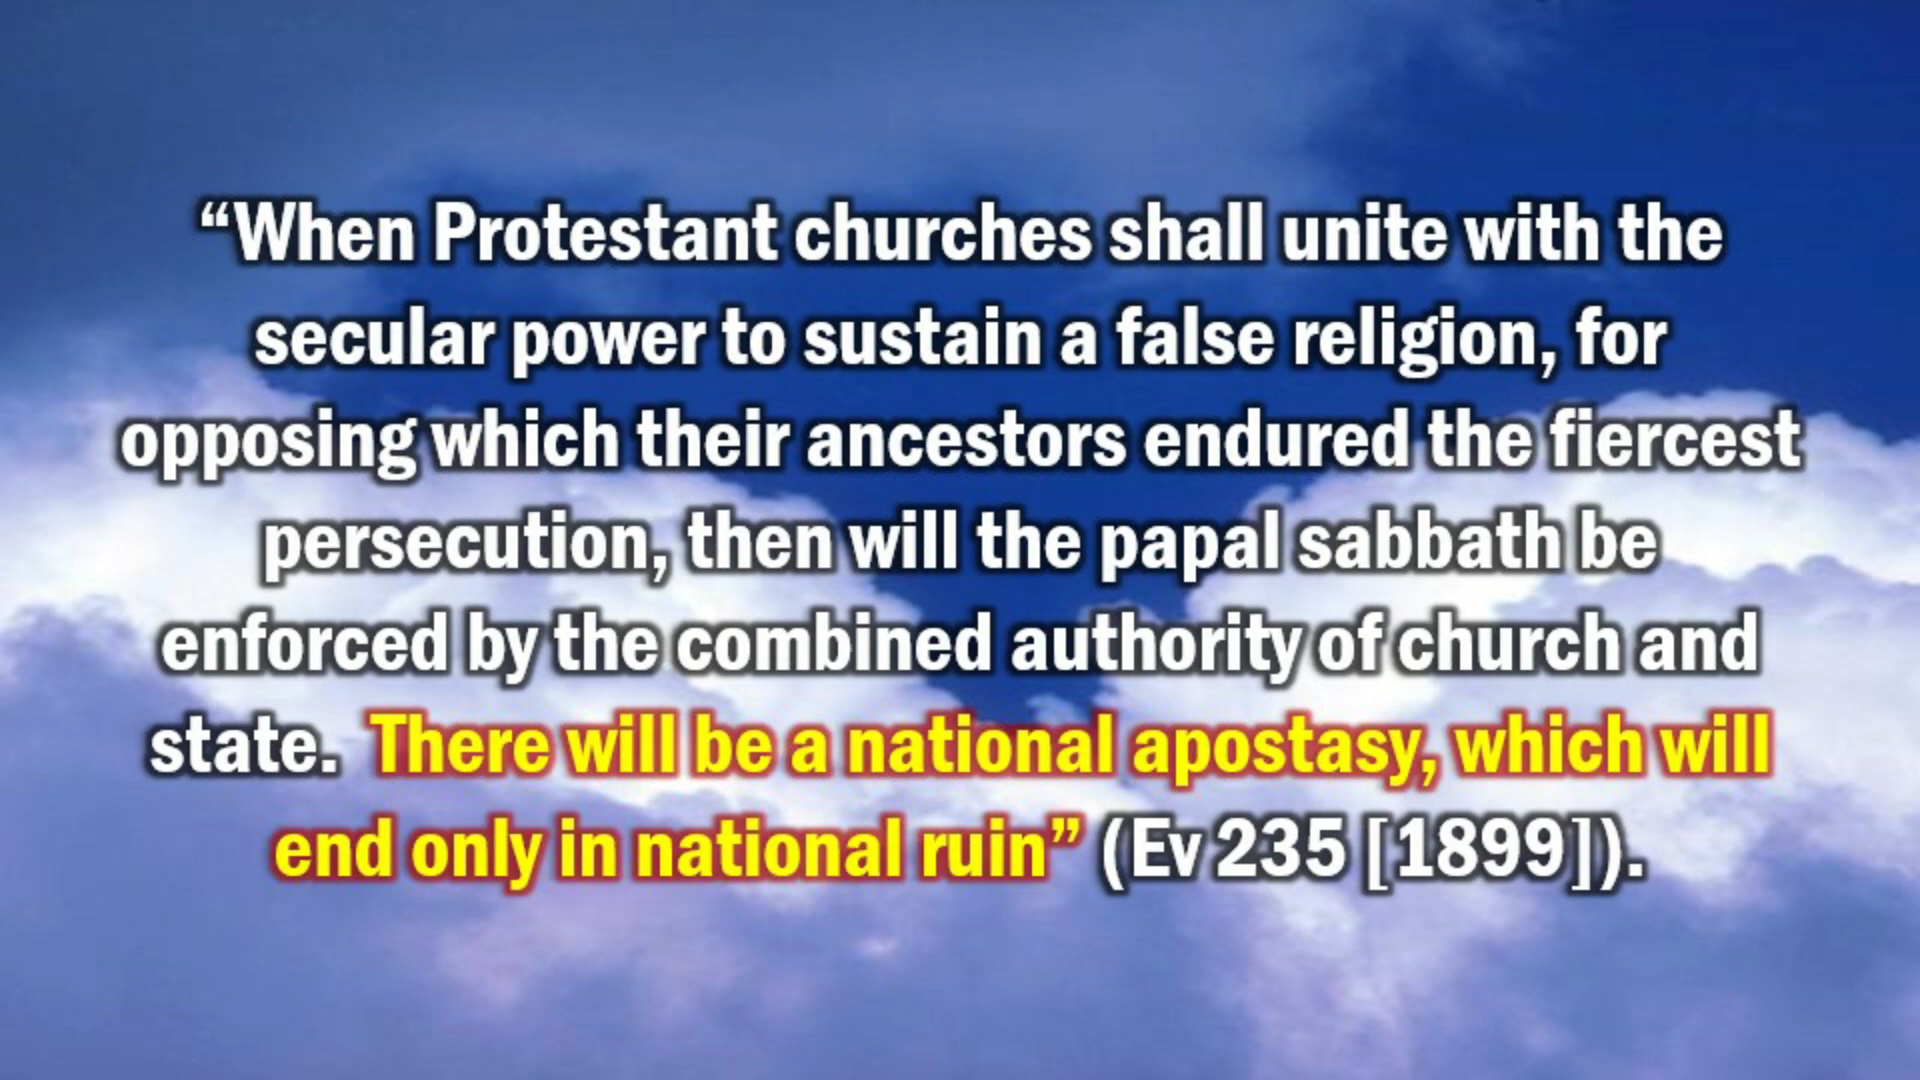 “When Protestant churches shall unite with the
secular power to sustain a false religion, for
opposing which their ancestors endured the fiercest
persecution, then will the papal sabbath be
enforced by the combined authority of church and
state. There will be a national apostasy, which will
end only in national ruin” (Ev 235 [1899]).